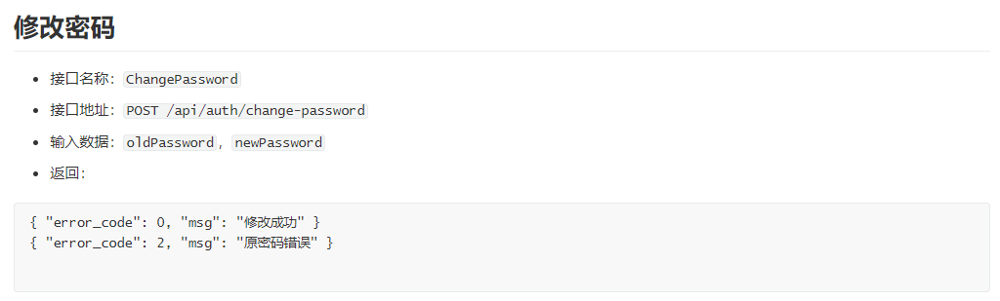 修改密码
接口名称：ChangePassword
接口地址：POST /api/auth/change-password
输入数据：oldPassword, newPassword
返回：
{ "error_code": 0, "msg": "修改成功" }
{ "error_code": 2, "msg": "原密码错误" }